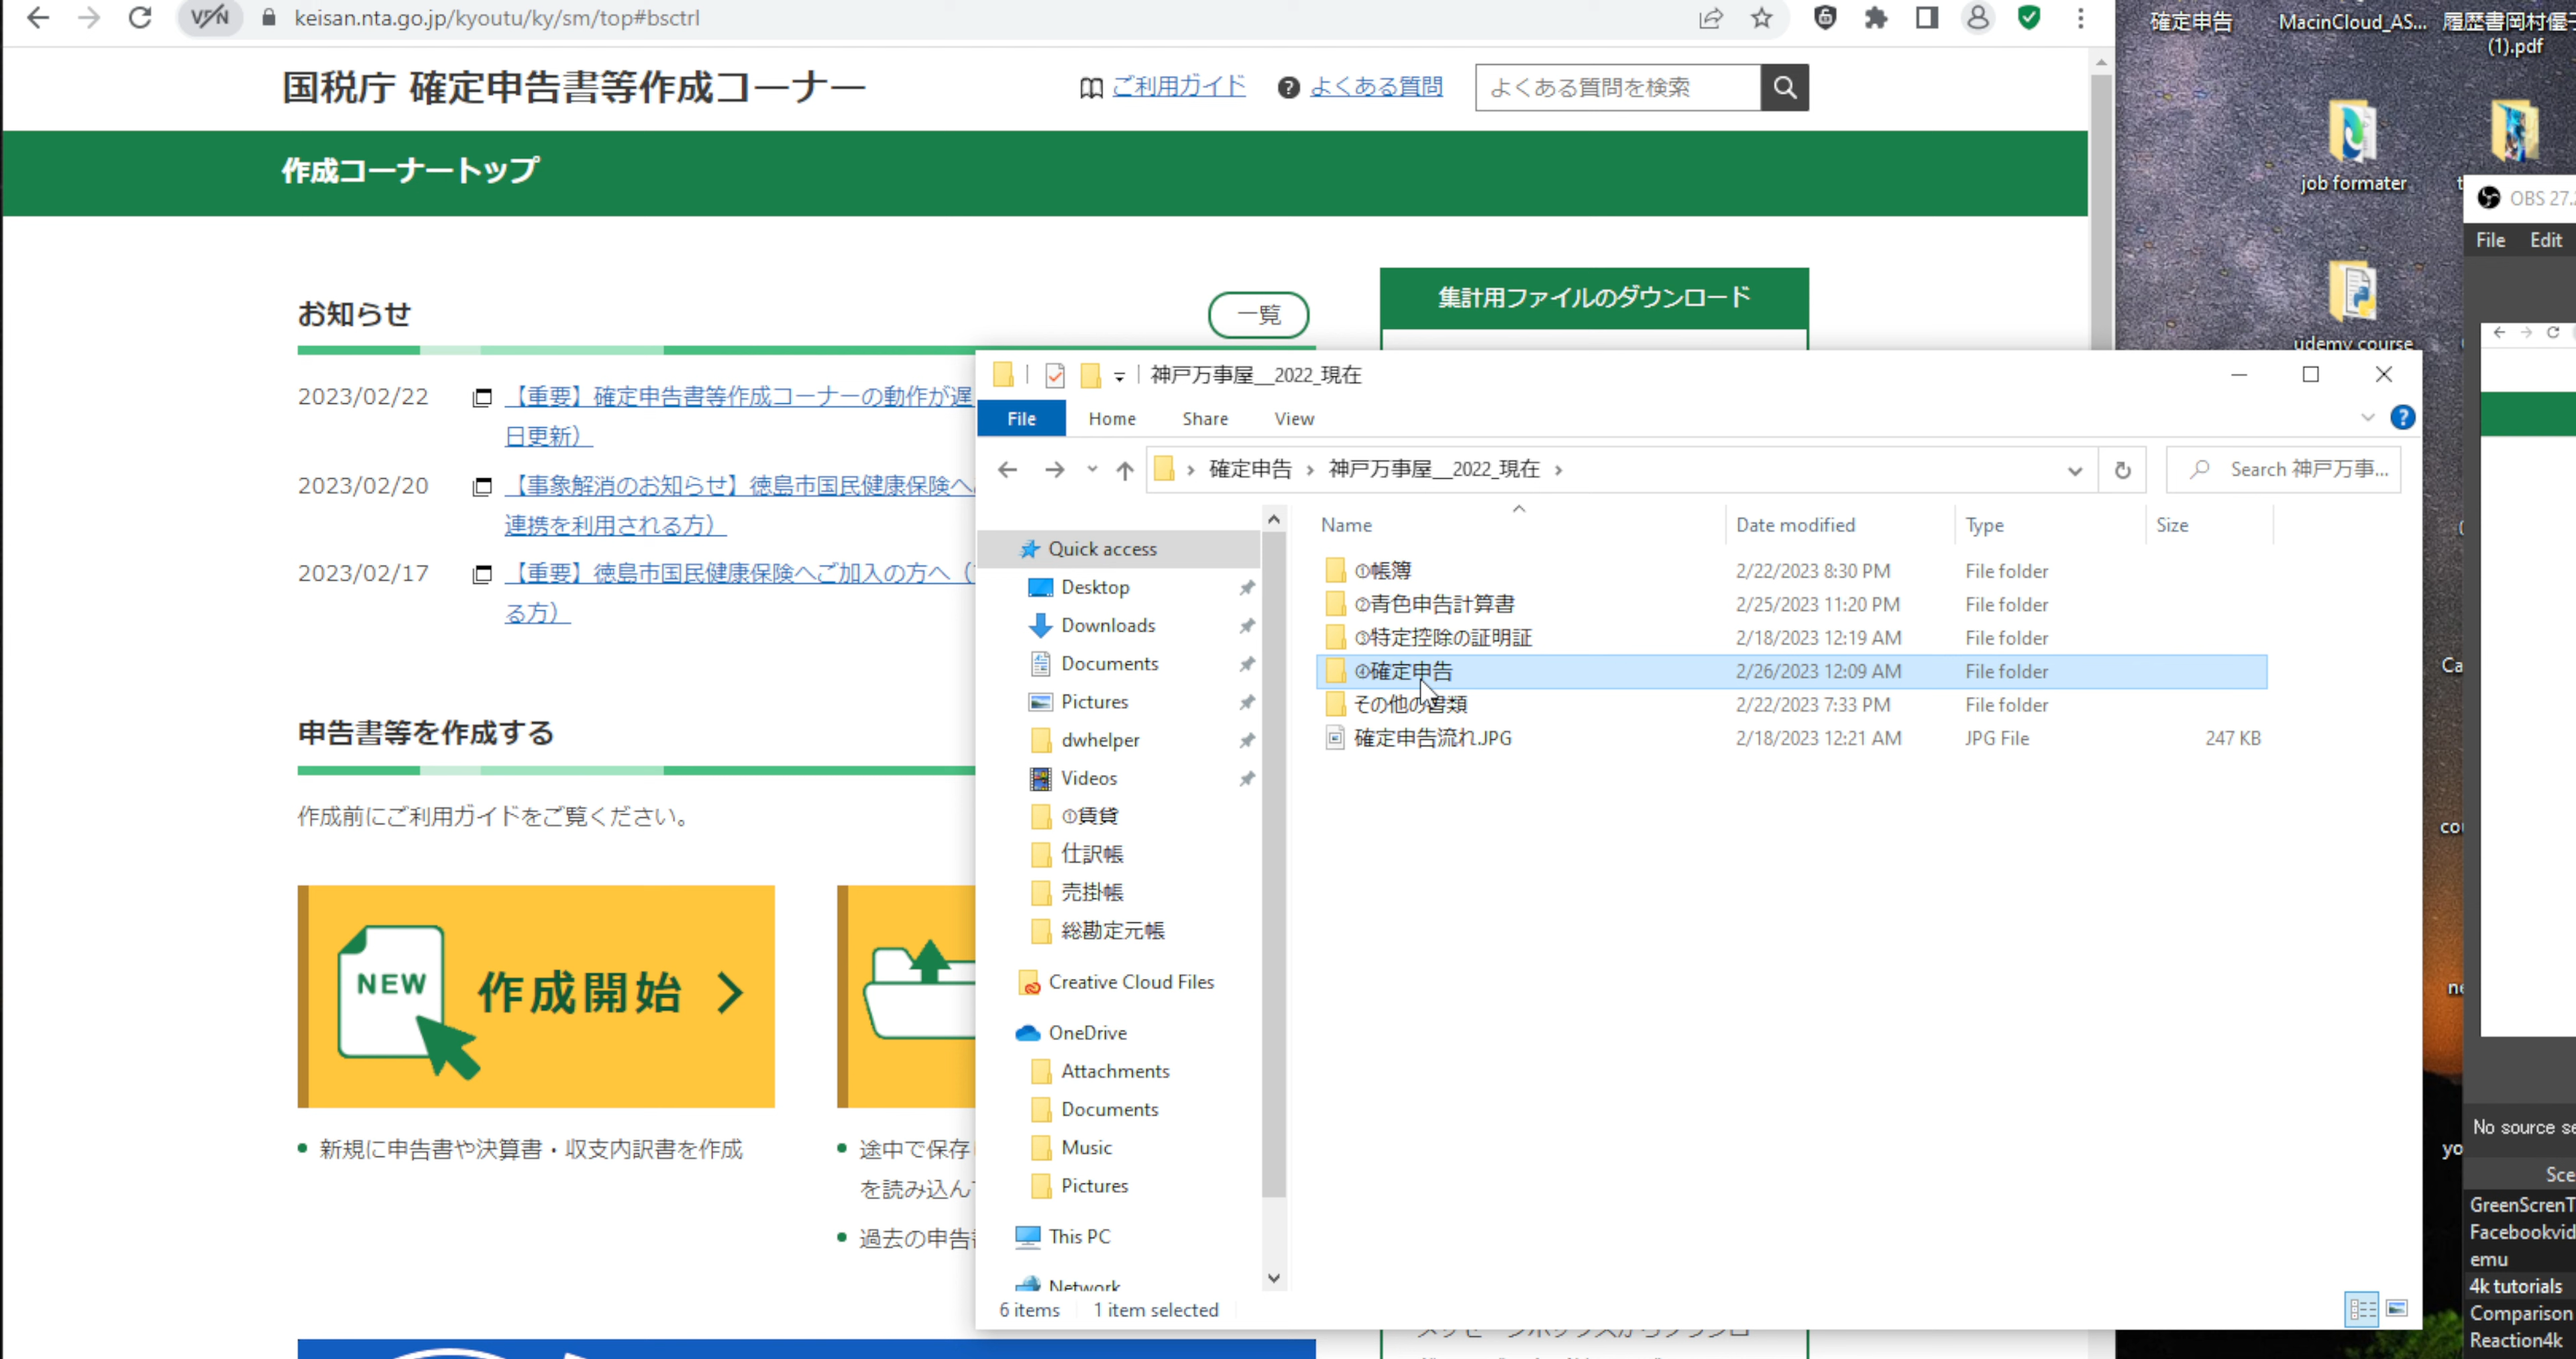 VPN
keisan.nta.go.jp/kyoutu/ky/sm/top#bsctrl
国税庁 確定申告書等作成コーナー
ご利用ガイド
よくある質問
よくある質問を検索
作成コーナートップ
お知らせ
一覧
2023/02/22
【重要】確定申告書等作成コーナーの動作が遅
日更新)
2023/02/20
【事象解消のお知らせ】徳島市国民健康保険へ
連携を利用される方)
2023/02/17
【重要】徳島市国民健康保険へご加入の方へ(
る方)
集計用ファイルのダウンロード
申告書等を作成する
作成前にご利用ガイドをご覧ください。
NEW
作成開始
新規に申告書や決算書・収支内訳書を作成
途中で保存
を読み込ん
過去の申告
神戸万事屋__2022_現在
File Home Share View
確定申告 › 神戸万事屋__2022_現在 ›
Search 神戸万事...
Quick access
Desktop
Downloads
Documents
Pictures
dwhelper
Videos
①賃貸
仕訳帳
売掛帳
総勘定元帳
Creative Cloud Files
OneDrive
Attachments
Documents
Music
Pictures
This PC
Network
Name Date modified Type Size
①帳簿 2/22/2023 8:30 PM File folder
②青色申告計算書 2/25/2023 11:20 PM File folder
③特定控除の証明証 2/18/2023 12:19 AM File folder
④確定申告 2/26/2023 12:09 AM File folder
その他の書類 2/22/2023 7:33 PM File folder
確定申告流れ.JPG 2/18/2023 12:21 AM JPG File 247 KB
6 items 1 item selected
確定申告
MacinCloud_AS...
履歴書岡村優
(1).pdf
job formater
udemy course
OBS 27.
File Edit
No source se
Sce
GreenScrenT
Facebookvid
emu
4k tutorials
Comparison
Reaction4k